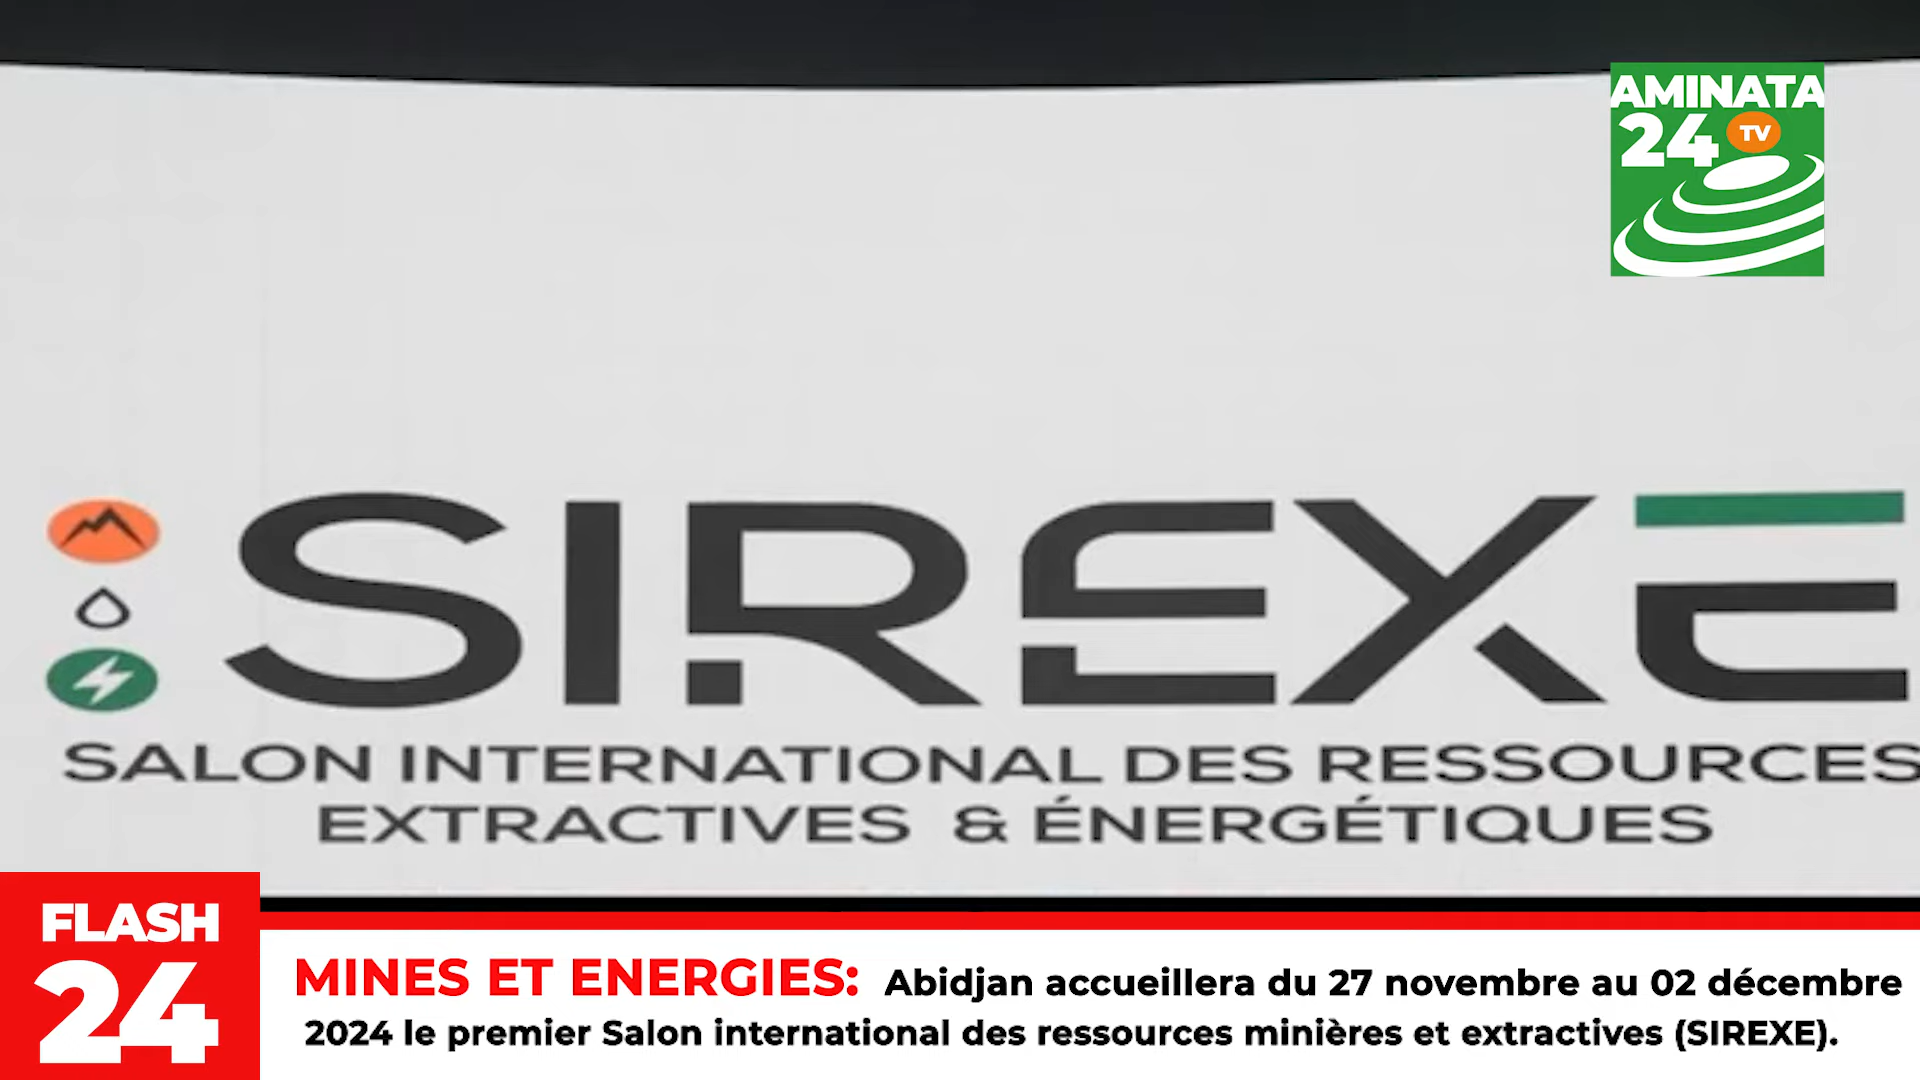 AMINATA
24 TV
SIREXE
SALON INTERNATIONAL DES RESSOURCES
EXTRACTIVES & ÉNERGÉTIQUES
FLASH
24
MINES ET ENERGIES: Abidjan accueillera du 27 novembre au 02 décembre
2024 le premier Salon international des ressources minières et extractives (SIREXE).